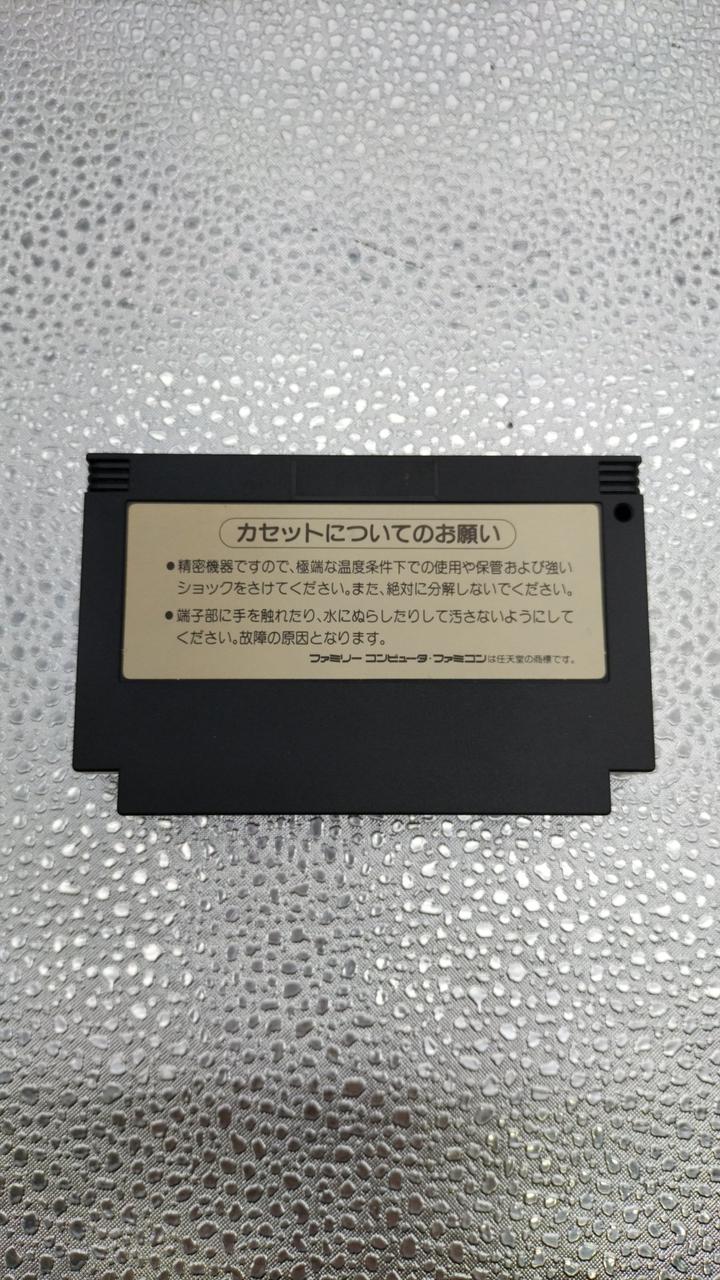 カセットについてのお願い
●精密機器ですので、極端な温度条件下での使用や保管および強い
ショックをさけてください。また、絶対に分解しないでください。
●端子部に手を触れたり、水にぬらしたりして汚さないようにして
ください。故障の原因となります。
ファミリー コンピュータ・ファミコンは任天堂の商標です。